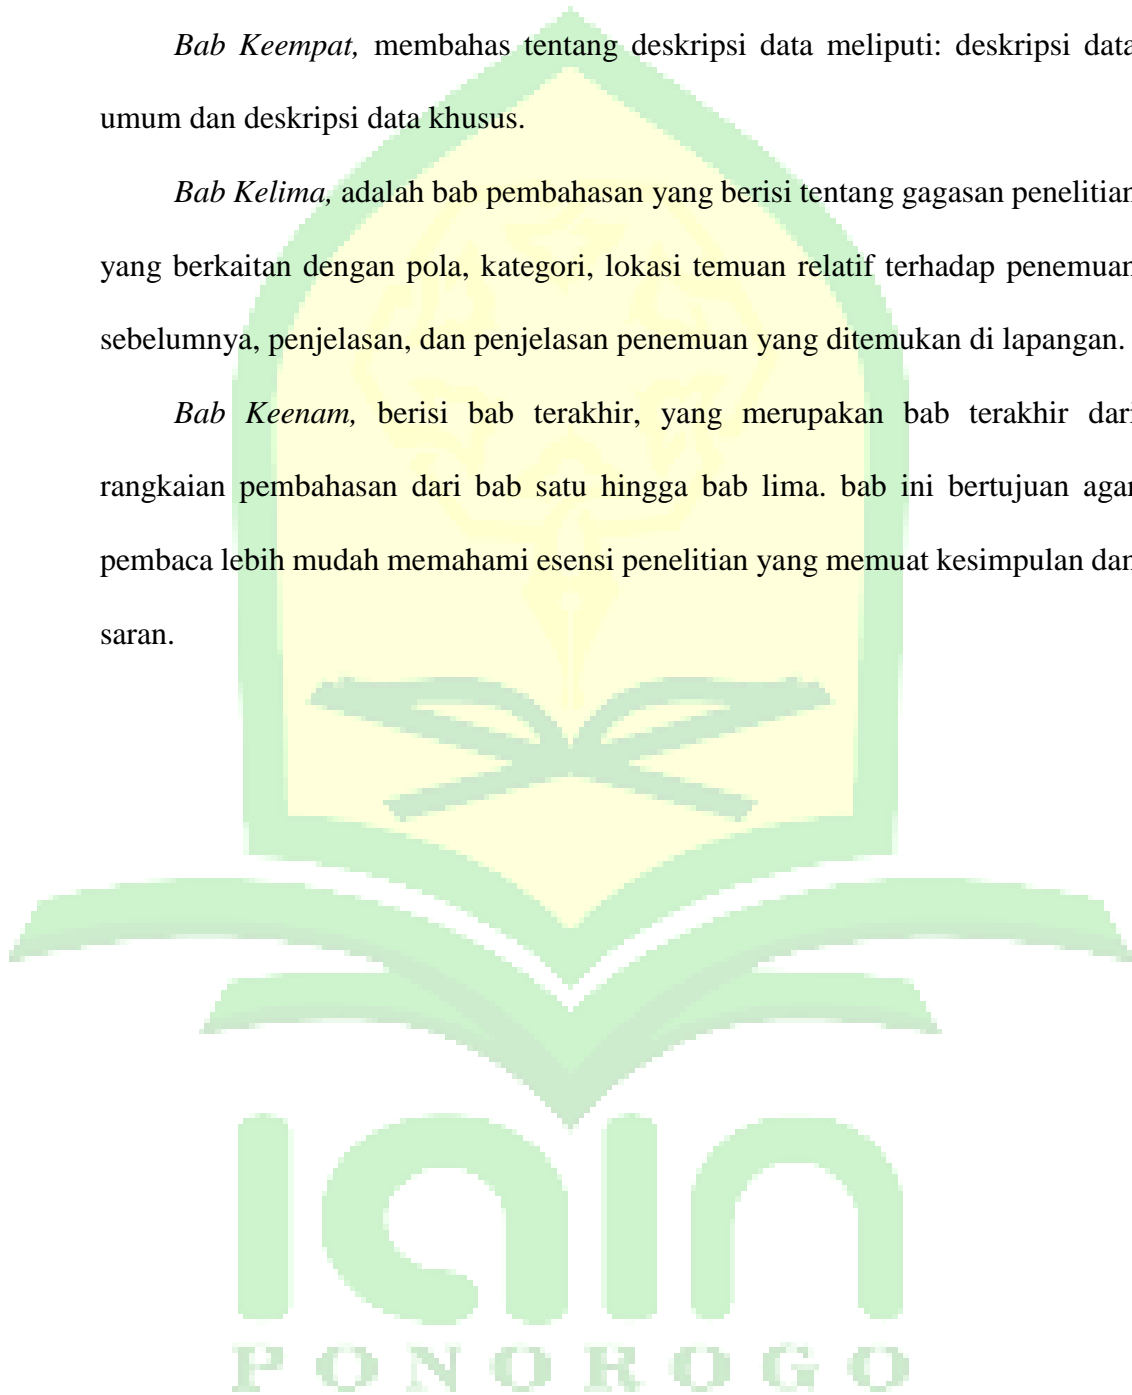 Bab Keempat, membahas tentang deskripsi data meliputi: deskripsi data
umum dan deskripsi data khusus.
Bab Kelima, adalah bab pembahasan yang berisi tentang gagasan penelitian
yang berkaitan dengan pola, kategori, lokasi temuan relatif terhadap penemuan
sebelumnya, penjelasan, dan penjelasan penemuan yang ditemukan di lapangan.
Bab Keenam, berisi bab terakhir, yang merupakan bab terakhir dari
rangkaian pembahasan dari bab satu hingga bab lima. bab ini bertujuan agar
pembaca lebih mudah memahami esensi penelitian yang memuat kesimpulan dan
saran.
iain
PONOROGO